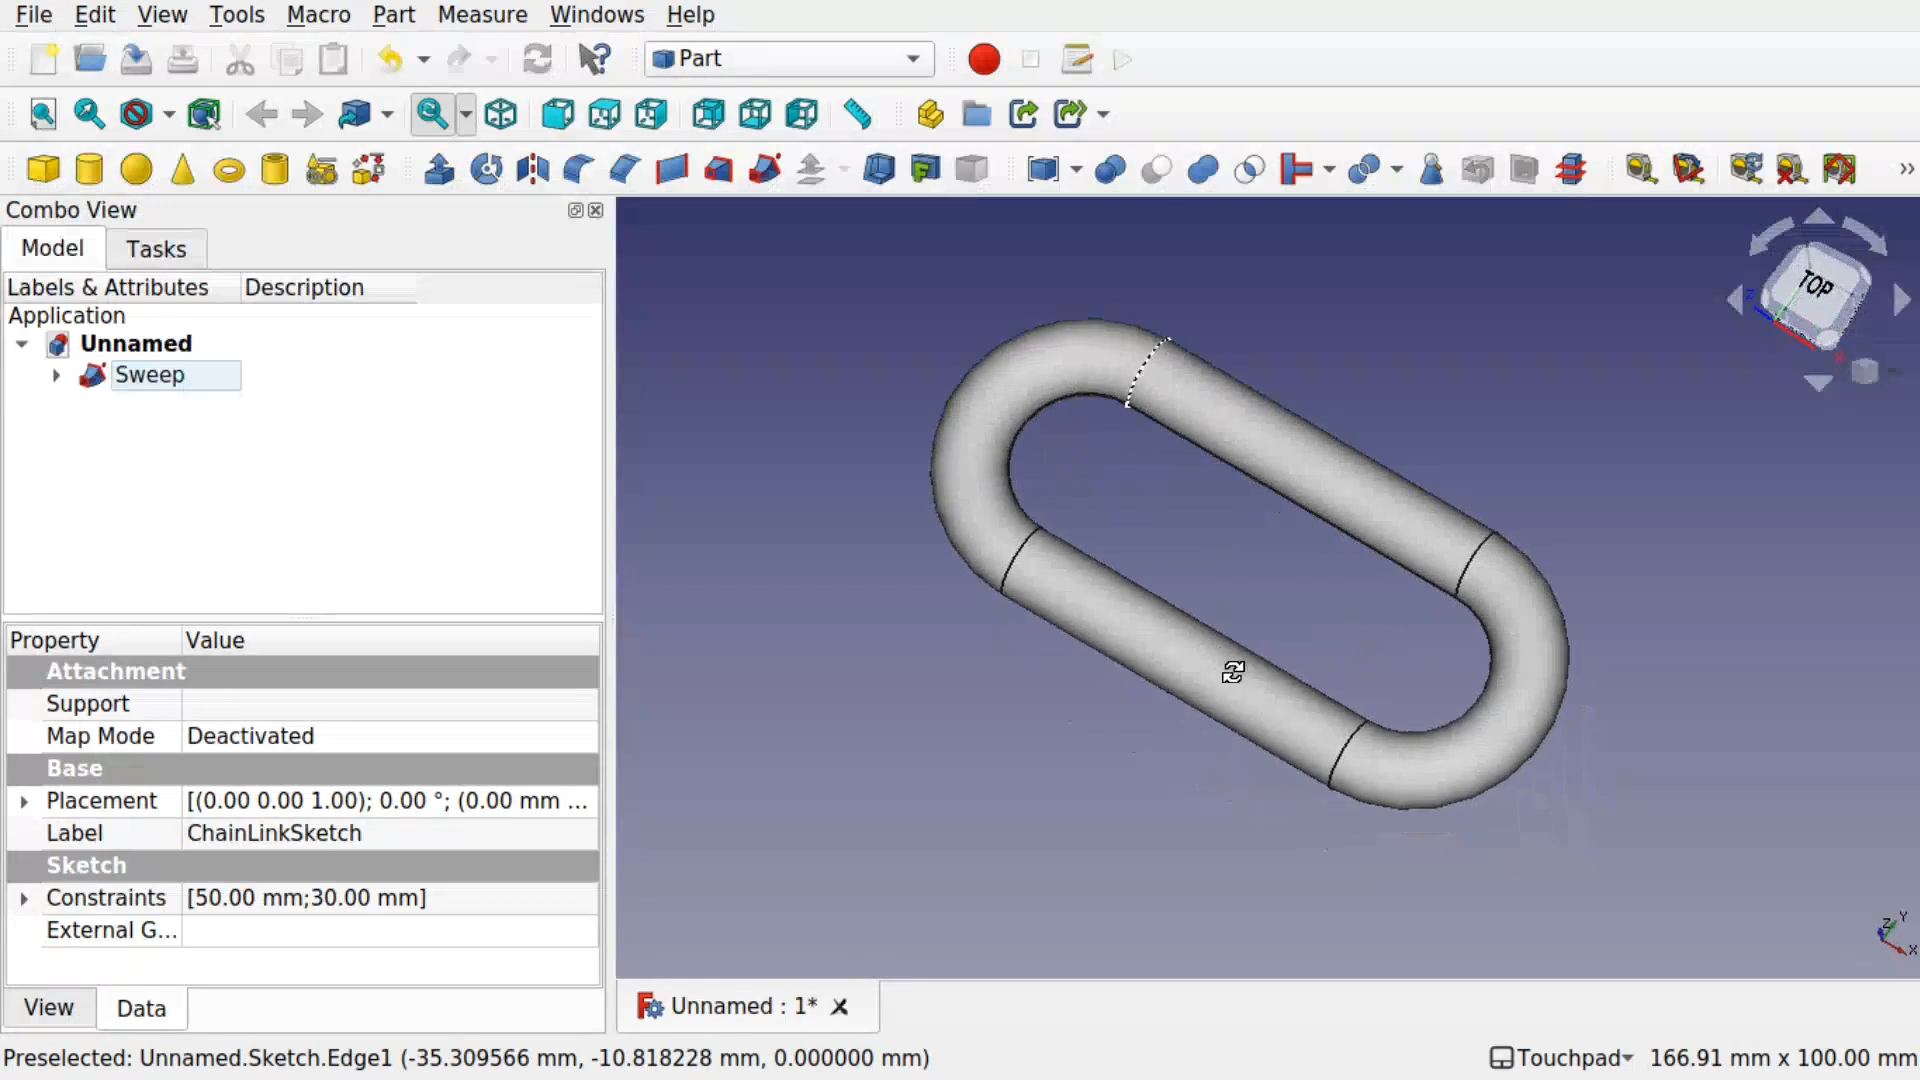 File Edit View Tools Macro Part Measure Windows Help
Part
Combo View
Model Tasks
Labels & Attributes Description
Application
Unnamed
Sweep
Property Value
Attachment
Support
Map Mode Deactivated
Base
Placement [(0.00 0.00 1.00); 0.00 °; (0.00 mm ...
Label ChainLinkSketch
Sketch
Constraints [50.00 mm;30.00 mm]
External G...
View Data
TOP
Z
X
Z Y
X
Unnamed : 1*
Preselected: Unnamed.Sketch.Edge1 (-35.309566 mm, -10.818228 mm, 0.000000 mm)
Touchpad 166.91 mm x 100.00 mm